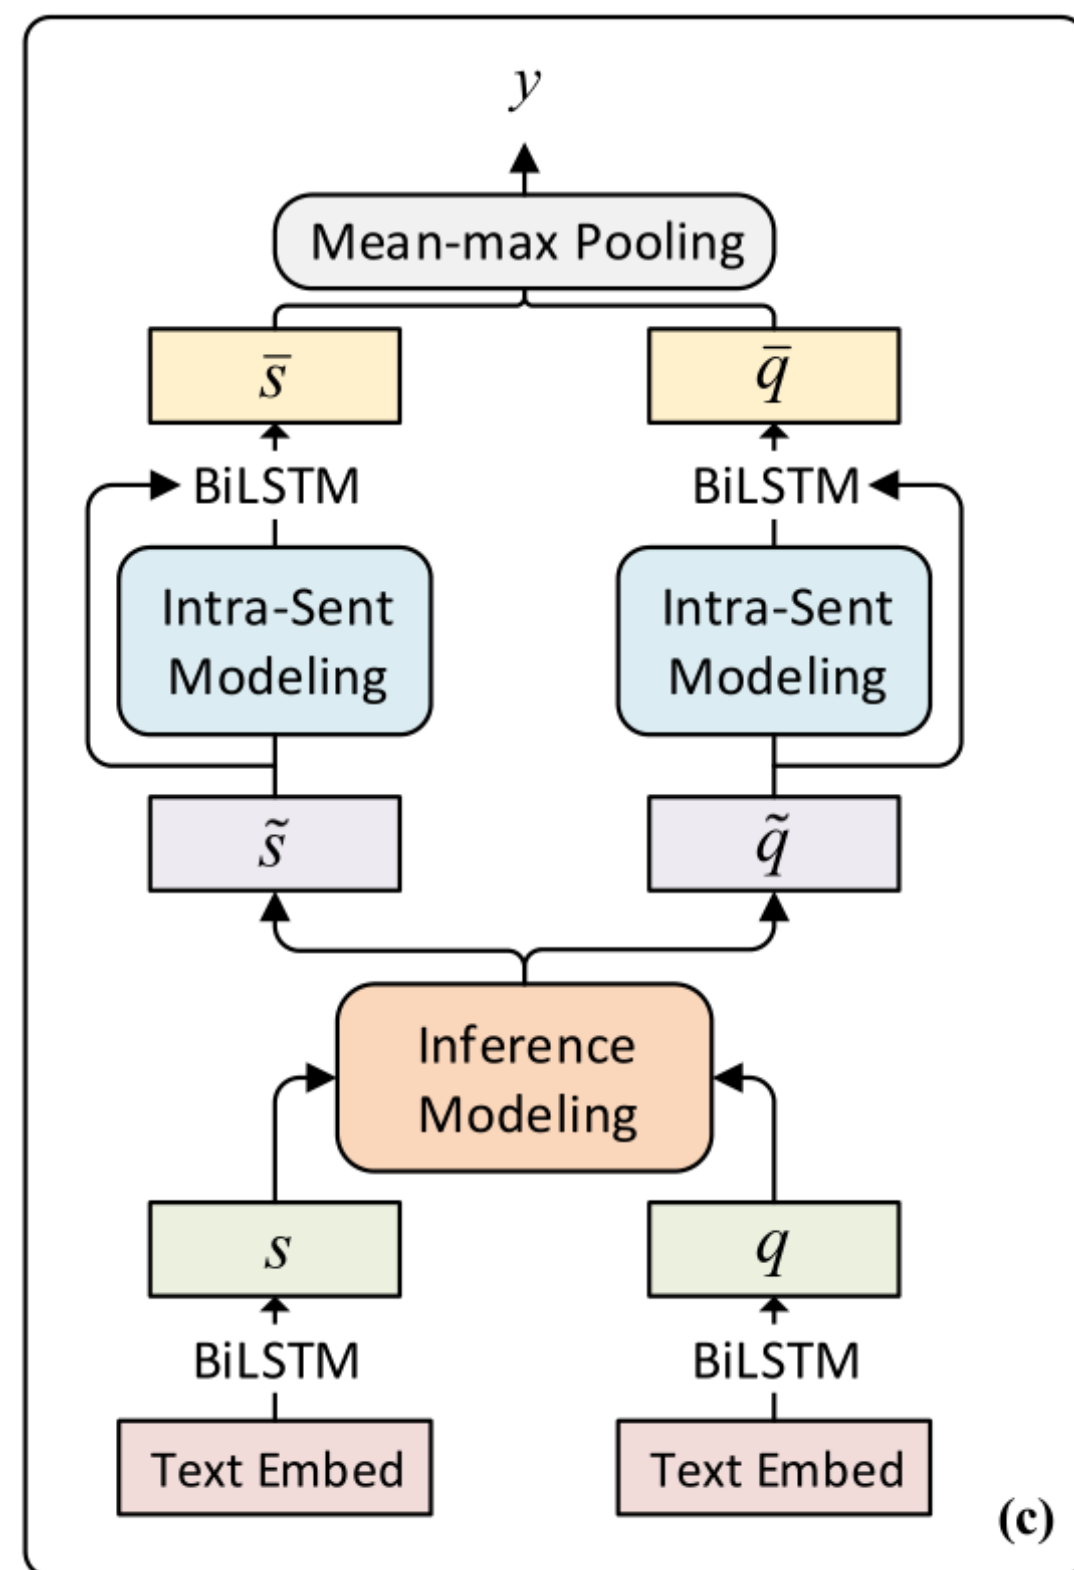 y
Mean-max Pooling
s̄ q̄
BiLSTM BiLSTM
Intra-Sent Intra-Sent
Modeling Modeling
s̃ q̃
Inference
Modeling
s q
BiLSTM BiLSTM
Text Embed Text Embed
(c)